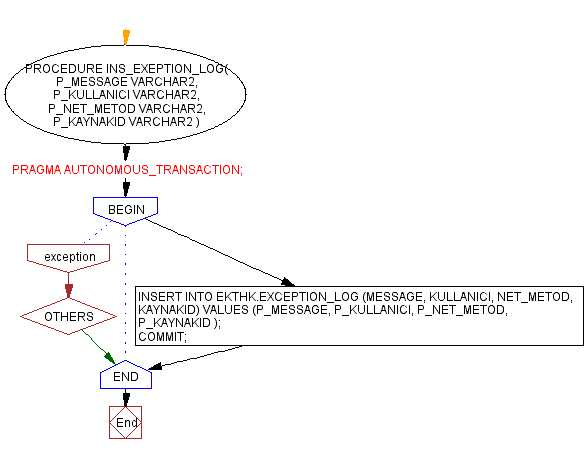 PROCEDURE INS_EXEPTION_LOG(
P_MESSAGE VARCHAR2,
P_KULLANICI VARCHAR2,
P_NET_METOD VARCHAR2,
P_KAYNAKID VARCHAR2 )
PRAGMA AUTONOMOUS_TRANSACTION;
BEGIN
exception
OTHERS
INSERT INTO EKTHK.EXCEPTION_LOG (MESSAGE, KULLANICI, NET_METOD,
KAYNAKID) VALUES (P_MESSAGE, P_KULLANICI, P_NET_METOD,
P_KAYNAKID );
COMMIT;
END
End